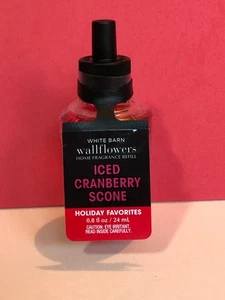 WHITE BARN
wallflowers
HOME FRAGRANCE REFILL
ICED
CRANBERRY
SCONE
HOLIDAY FAVORITES
0.8 fl oz / 24 mL
CAUTION: EYE IRRITANT.
READ INSIDE CAREFULLY.